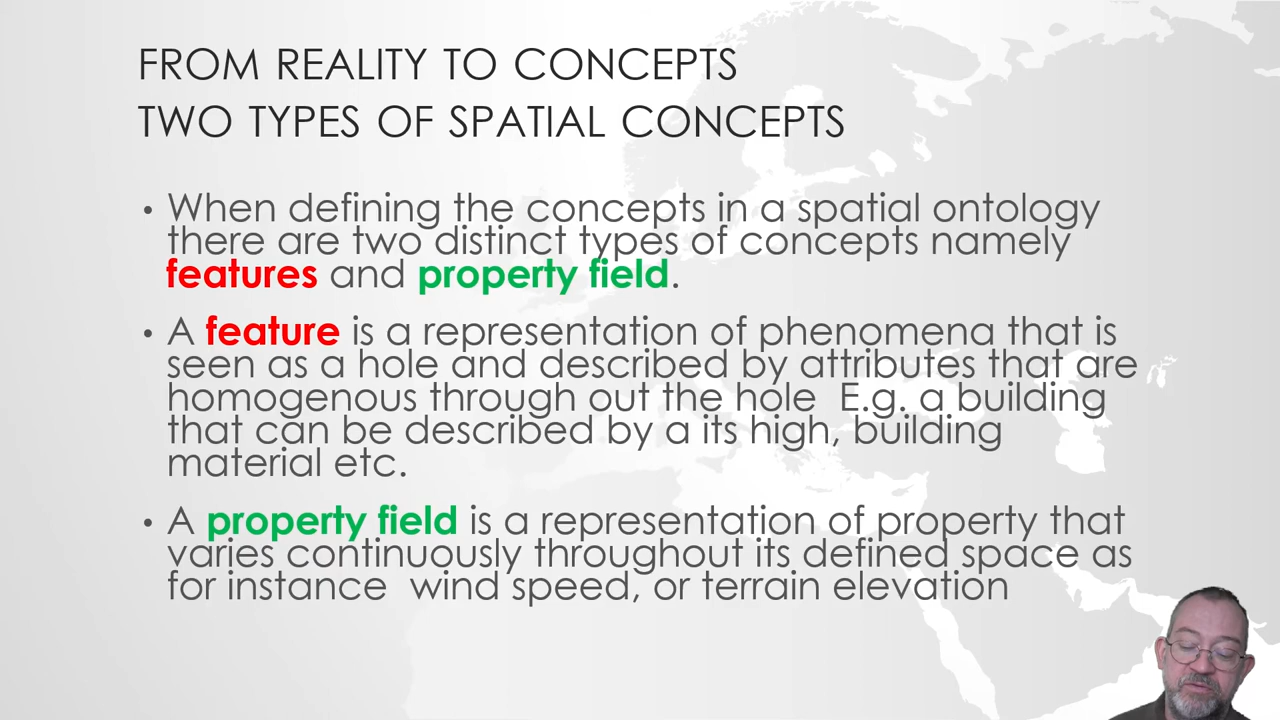 FROM REALITY TO CONCEPTS
TWO TYPES OF SPATIAL CONCEPTS
• When defining the concepts in a spatial ontology
there are two distinct types of concepts namely
features and property field.
• A feature is a representation of phenomena that is
seen as a hole and described by attributes that are
homogenous through out the hole  E.g. a building
that can be described by a its high, building
material etc.
• A property field is a representation of property that
varies continuously throughout its defined space as
for instance  wind speed, or terrain elevation